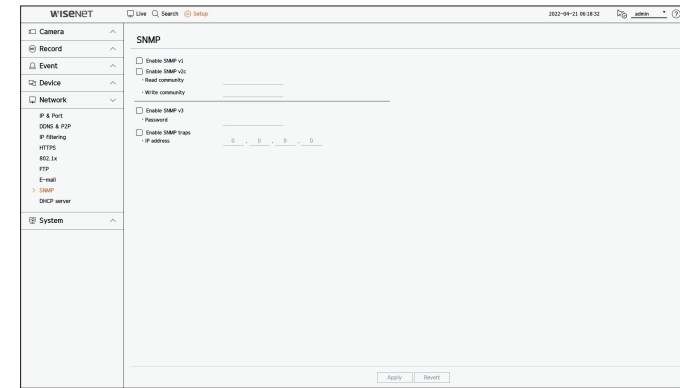 WISENET
Live Search Setup
2022-04-21 06:18:32 admin ?
Camera
Record
Event
Device
Network
IP & Port
DDNS & P2P
IP filtering
HTTPS
802.1x
FTP
E-mail
> SNMP
DHCP server
System
SNMP
Enable SNMP v1
Enable SNMP v2c
· Read community
· Write community
Enable SNMP v3
· Password
Enable SNMP traps
· IP address 0 . 0 . 0 . 0
Apply Revert